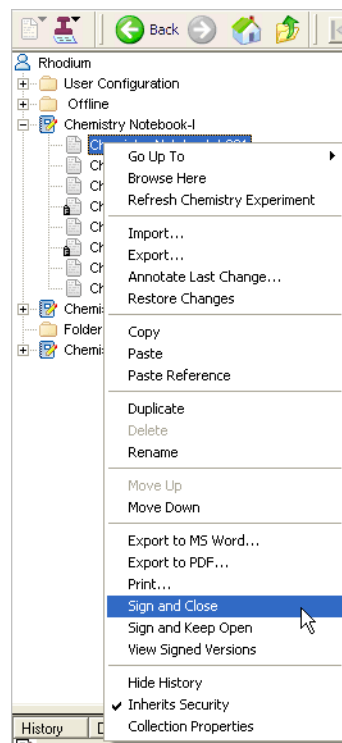 Back
Rhodium
User Configuration
Offline
Chemistry Notebook-I
Go Up To
Browse Here
Refresh Chemistry Experiment
Import...
Export...
Annotate Last Change...
Restore Changes
Folder
Copy
Paste
Paste Reference
Duplicate
Delete
Rename
Move Up
Move Down
Export to MS Word...
Export to PDF...
Print...
Sign and Close
Sign and Keep Open
View Signed Versions
Hide History
Inherits Security
Collection Properties
History